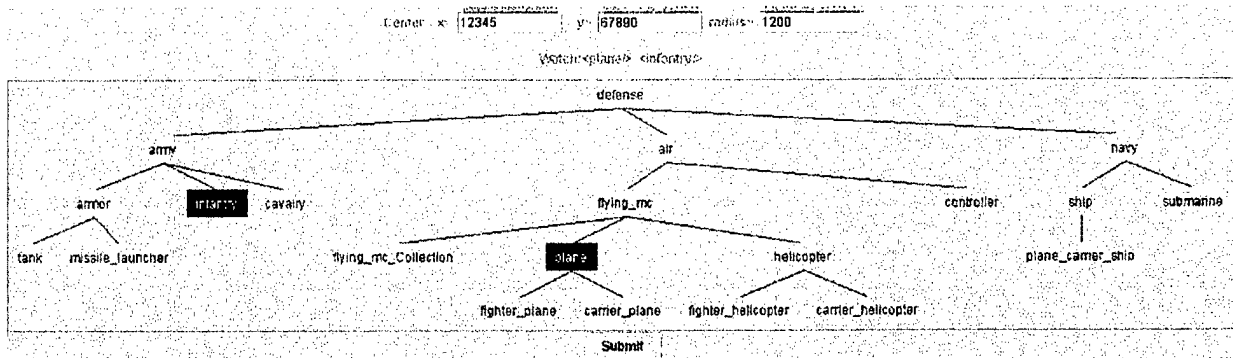 Center x: 12345 y: 67890 radius: 1200
Watch:<plane/> <infantry/>
defense
army air navy
armor infantry cavalry flying_mc controller ship submarine
tank missile_launcher flying_mc_Collection plane helicopter plane_carrier_ship
fighter_plane carrier_plane fighter_helicopter carrier_helicopter
Submit